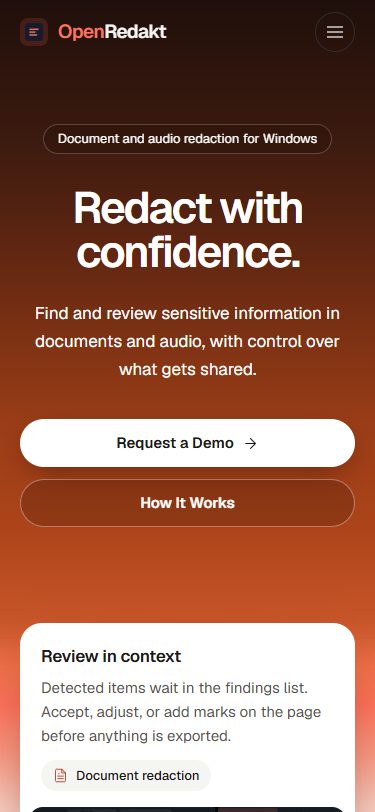 OpenRedakt
Document and audio redaction for Windows
Redact with
confidence.
Find and review sensitive information in
documents and audio, with control over
what gets shared.
Request a Demo →
How It Works
Review in context
Detected items wait in the findings list.
Accept, adjust, or add marks on the page
before anything is exported.
Document redaction